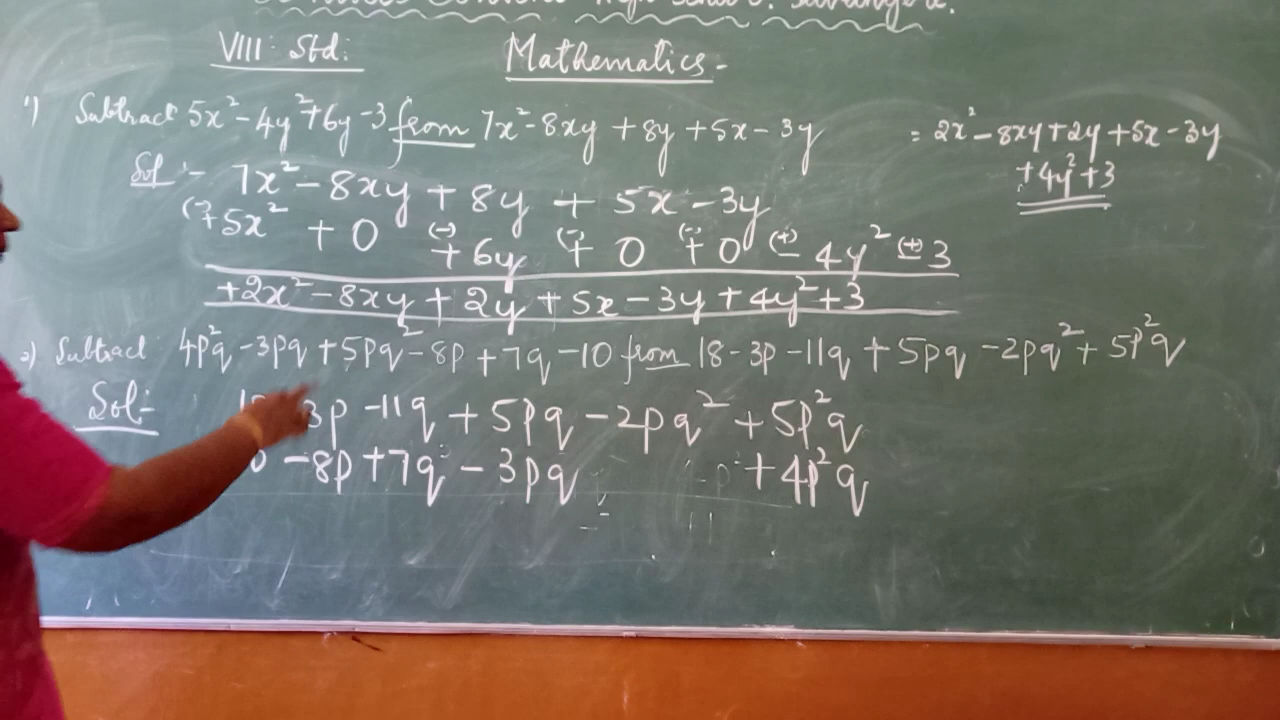 High School.
VIII Std: Mathematics -
1) Subtract 5x² - 4y² + 6y - 3 from 7x² - 8xy + 8y + 5x - 3y = 2x² - 8xy + 2y + 5x - 3y
+ 4y² + 3
Sol :- 7x² - 8xy + 8y + 5x - 3y
(-)+5x² + 0 (-)+ 6y (-)+ 0 (-)+ 0 (+)- 4y² (+)- 3
+2x² - 8xy + 2y + 5x - 3y + 4y² + 3
2) Subtract 4p²q - 3pq + 5pq² - 8p + 7q - 10 from 18 - 3p - 11q + 5pq - 2pq² + 5p²q
Sol:- 3p - 11q + 5pq - 2pq² + 5p²q
- 8p + 7q - 3pq + 4p²q